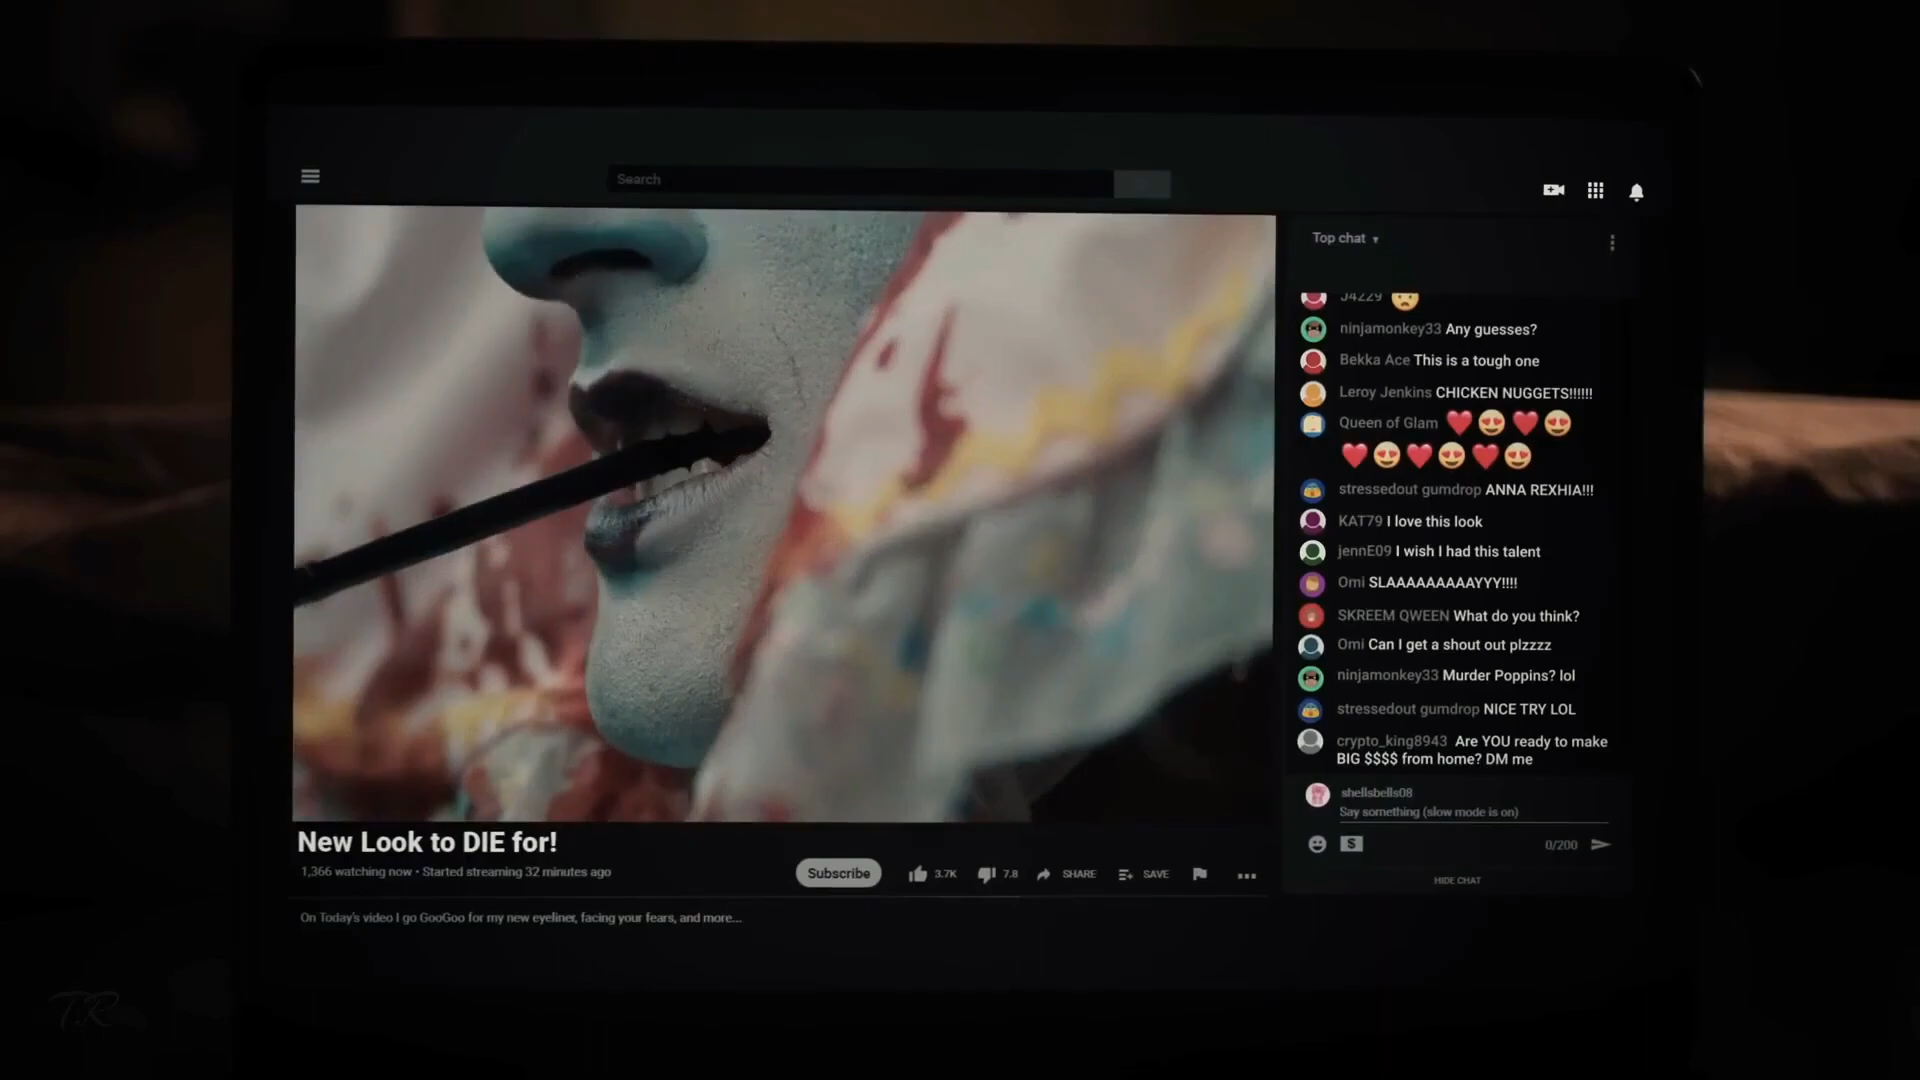 Search
Top chat
J4229
ninjamonkey33 Any guesses?
Bekka Ace This is a tough one
Leroy Jenkins CHICKEN NUGGETS!!!!!!
Queen of Glam
stressedout gumdrop ANNA REXHIA!!!
KAT79 I love this look
jennE09 I wish I had this talent
Omi SLAAAAAAAAAYYY!!!!
SKREEM QWEEN What do you think?
Omi Can I get a shout out plzzzz
ninjamonkey33 Murder Poppins? lol
stressedout gumdrop NICE TRY LOL
crypto_king8943 Are YOU ready to make
BIG $$$$ from home? DM me
shellsbells08
Say something (slow mode is on)
$
0/200
HIDE CHAT
New Look to DIE for!
1,366 watching now • Started streaming 32 minutes ago
Subscribe
3.7K
7.8
SHARE
SAVE
On Today's video I go GooGoo for my new eyeliner, facing your fears, and more...
T.R